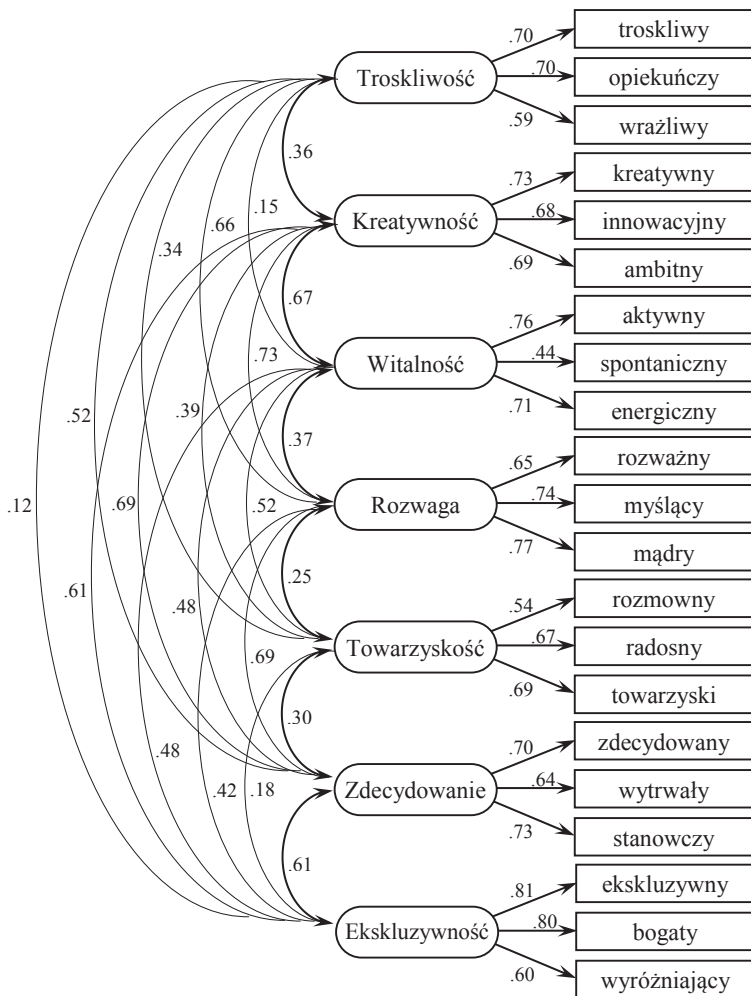 .70
troskliwy
Troskliwość
.70
opiekuńczy
.59
wrażliwy
.36
.73
kreatywny
.15
Kreatywność
.68
innowacyjny
.66
.34
.69
ambitny
.67
.76
aktywny
.73
Witalność
.44
spontaniczny
.52
.39
.71
energiczny
.37
.65
rozważny
.12
.69
.52
Rozwaga
.74
myślący
.77
mądry
.25
.61
.48
.54
rozmowny
.69
Towarzyskość
.67
radosny
.69
towarzyski
.30
.70
zdecydowany
.48
.42
.18
Zdecydowanie
.64
wytrwały
.73
stanowczy
.61
.81
ekskluzywny
Ekskluzywność
.80
bogaty
.60
wyróżniający